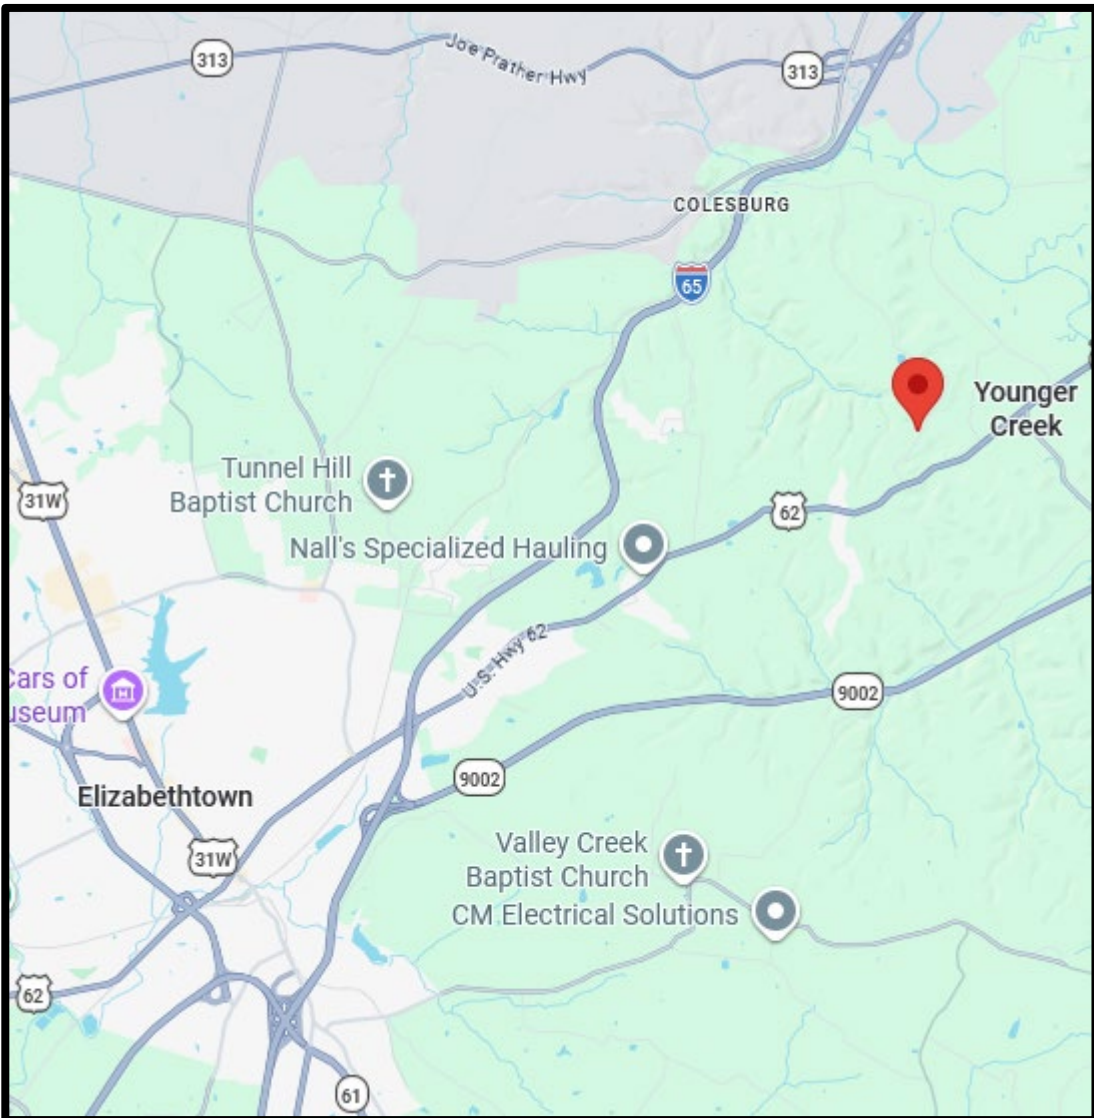 313
Joe Prather Hwy
313
COLESBURG
65
Younger
Creek
Tunnel Hill
Baptist Church
31W
62
Nall's Specialized Hauling
U.S. Hwy 62
Cars of
useum
9002
9002
Elizabethtown
31W
Valley Creek
Baptist Church
CM Electrical Solutions
62
61